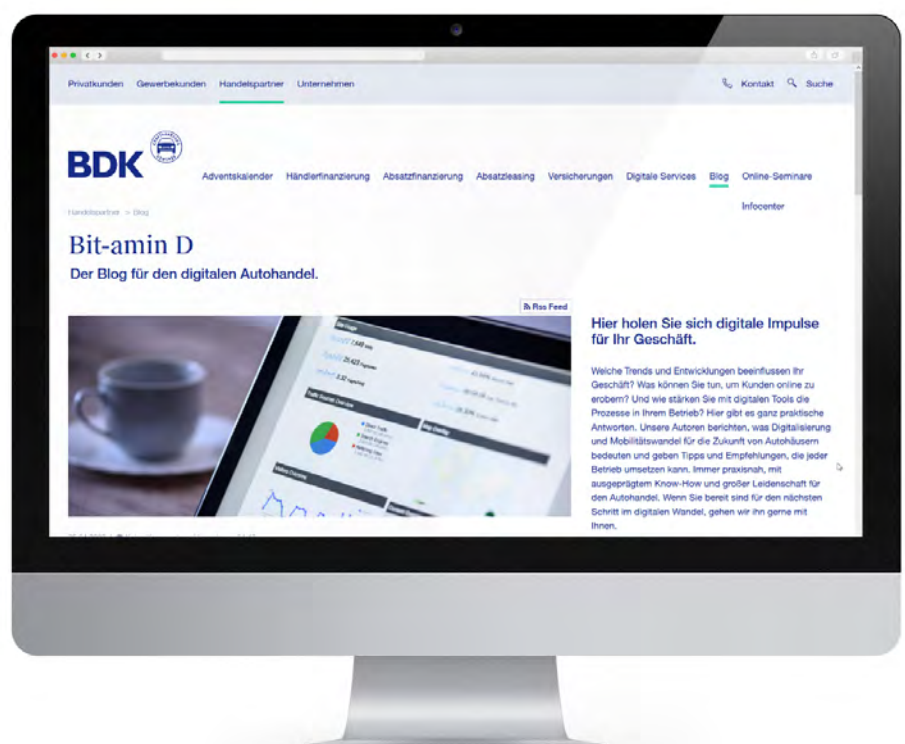 Privatkunden Gewerbekunden Handelspartner Unternehmen Kontakt Suche
BDK
Adventskalender Händlerfinanzierung Absatzfinanzierung Absatzleasing Versicherungen Digitale Services Blog Online-Seminare
Infocenter
Handelspartner > Blog
Bit-amin D
Der Blog für den digitalen Autohandel.
Rss Feed
Hier holen Sie sich digitale Impulse
für Ihr Geschäft.
Welche Trends und Entwicklungen beeinflussen Ihr
Geschäft? Was können Sie tun, um Kunden online zu
erobern? Und wie stärken Sie mit digitalen Tools die
Prozesse in Ihrem Betrieb? Hier gibt es ganz praktische
Antworten. Unsere Autoren berichten, was Digitalisierung
und Mobilitätswandel für die Zukunft von Autohäusern
bedeuten und geben Tipps und Empfehlungen, die jeder
Betrieb umsetzen kann. Immer praxisnah, mit
ausgeprägtem Know-How und großer Leidenschaft für
den Autohandel. Wenn Sie bereit sind für den nächsten
Schritt im digitalen Wandel, gehen wir ihn gerne mit
Ihnen.
Site Usage